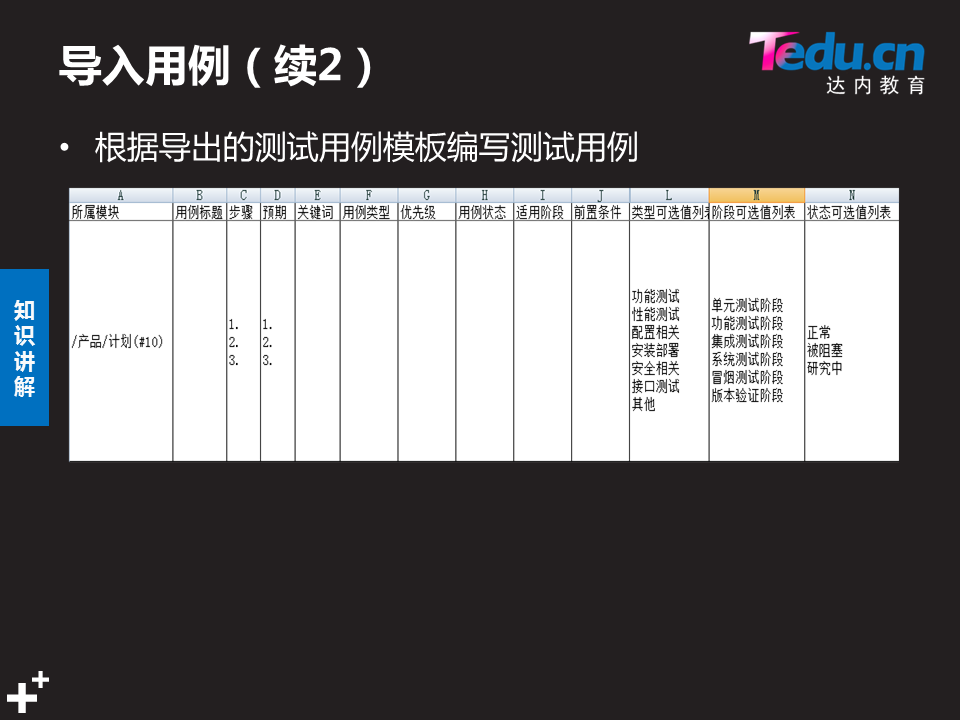 导入用例（续2）
Tedu.cn
达内教育
• 根据导出的测试用例模板编写测试用例
A B C D E F G H I J L M N
所属模块 用例标题 步骤 预期 关键词 用例类型 优先级 用例状态 适用阶段 前置条件 类型可选值列表 阶段可选值列表 状态可选值列表
/产品/计划(#10)
1.
2.
3.
1.
2.
3.
功能测试
性能测试
配置相关
安装部署
安全相关
接口测试
其他
单元测试阶段
功能测试阶段
集成测试阶段
系统测试阶段
冒烟测试阶段
版本验证阶段
正常
被阻塞
研究中
知
识
讲
解